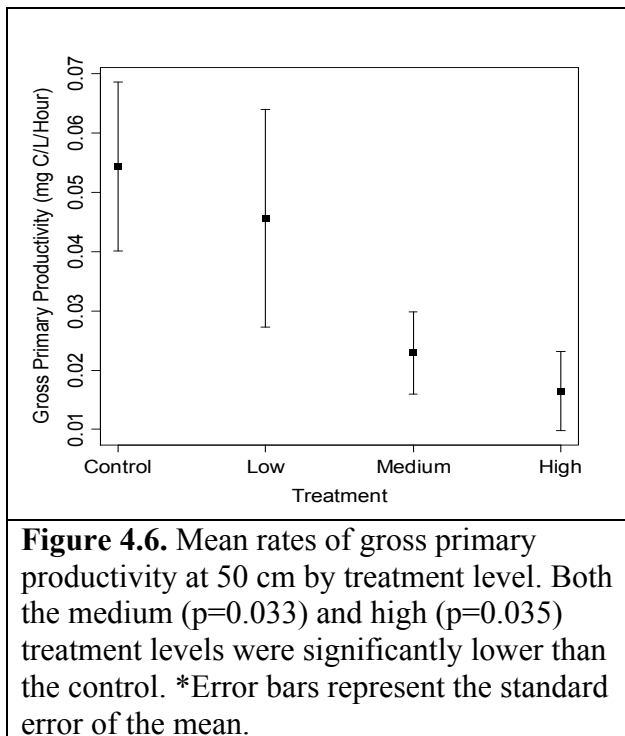 Gross Primary Productivity (mg C/L/Hour)
0.07
0.06
0.05
0.04
0.03
0.02
0.01
Control Low Medium High
Treatment
Figure 4.6. Mean rates of gross primary
productivity at 50 cm by treatment level. Both
the medium (p=0.033) and high (p=0.035)
treatment levels were significantly lower than
the control. *Error bars represent the standard
error of the mean.